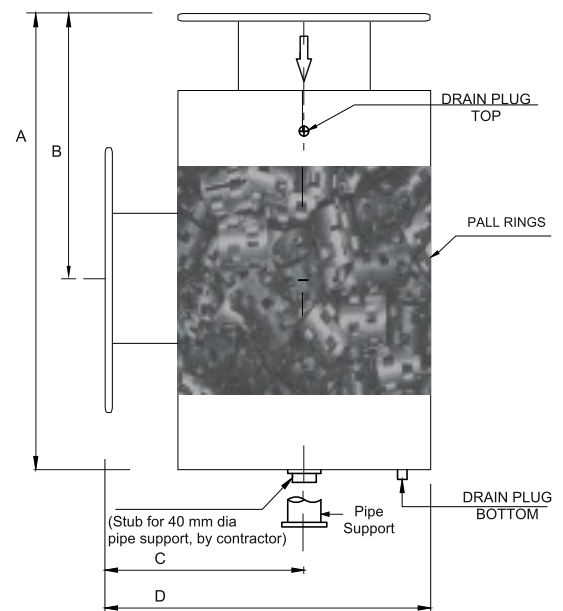 A
B
DRAIN PLUG
TOP
PALL RINGS
(Stub for 40 mm dia
pipe support, by contractor)
Pipe
Support
DRAIN PLUG
BOTTOM
C
D